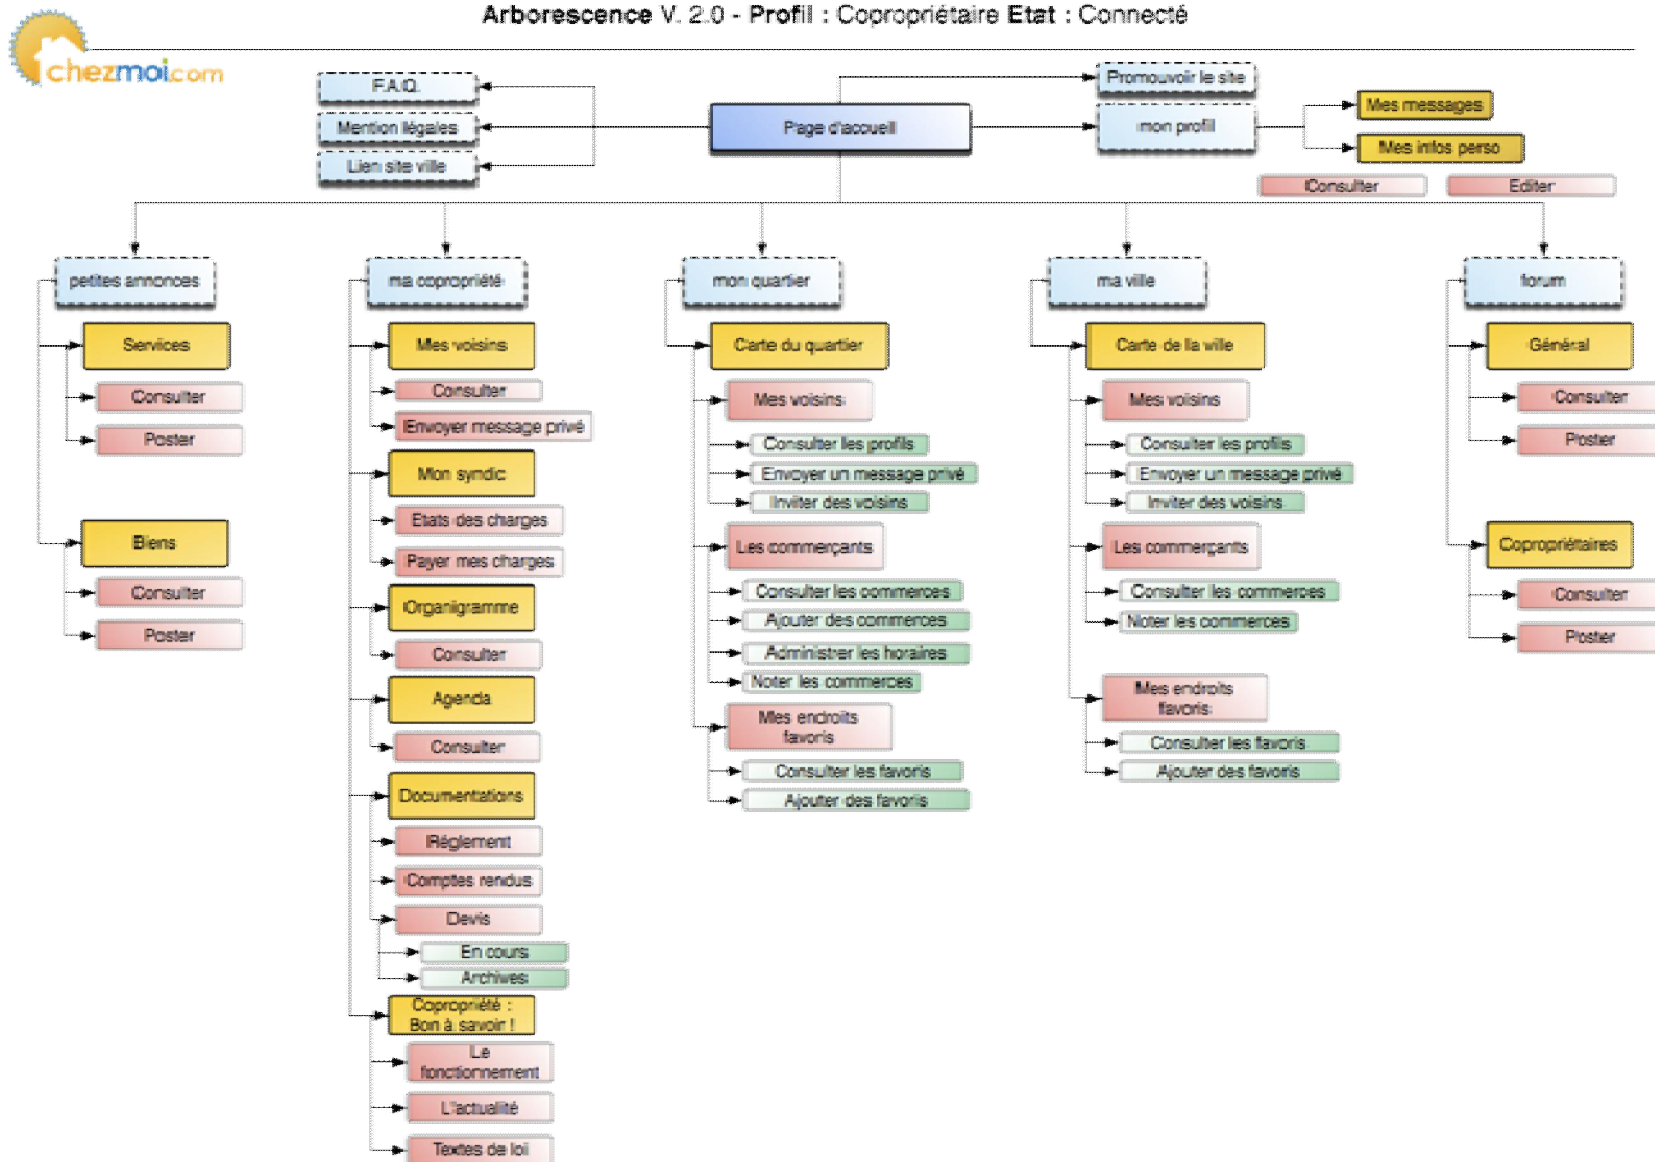 Arborescence V. 2.0 - Profil : Copropriétaire Etat : Connecté
chezmoi.com
F.A.Q.
Mention légales
Lien site ville
Page d'accueil
Promouvoir le site
mon profil
Mes messages
Mes infos perso
Consulter
Editer
petites annonces
Services
Consulter
Poster
Biens
Consulter
Poster
ma copropriété
Mes voisins
Consulter
Envoyer message privé
Mon syndic
Etats des charges
Payer mes charges
Organigramme
Consulter
Agenda
Consulter
Documentations
Réglement
Comptes rendus
Devis
En cours
Archives
Copropriété :
Bon à savoir !
Le
fonctionnement
L'actualité
Textes de loi
mon quartier
Carte du quartier
Mes voisins
Consulter les profils
Envoyer un message privé
Inviter des voisins
Les commerçants
Consulter les commerces
Ajouter des commerces
Administrer les horaires
Noter les commerces
Mes endroits
favoris
Consulter les favoris
Ajoutter des favoris
ma ville
Carte de la ville
Mes voisins
Consulter les profils
Envoyer un message privé
Inviter des voisins
Les commerçants
Consulter les commerces
Noter les commerces
Mes endroits
favoris
Consulter les favoris
Ajouter des favoris
forum
Général
Consulter
Poster
Copropriétaires
Consulter
Poster